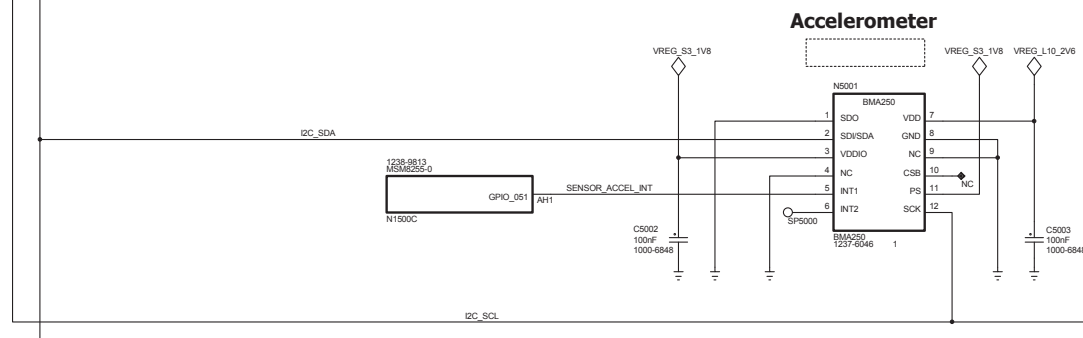 Accelerometer
VREG_S3_1V8
VREG_S3_1V8
VREG_L10_2V6
N5001
BMA250
1 SDO VDD 7
I2C_SDA
2 SDI/SDA GND 8
3 VDDIO NC 9
1238-9813
MSM8255-0
4 NC CSB 10
NC
GPIO_051
AH1
SENSOR_ACCEL_INT
5 INT1 PS 11
N1500C
6 INT2 SCK 12
SP5000
BMA250
1237-6046 1
C5002
100nF
1000-6848
C5003
100nF
1000-6848
I2C_SCL